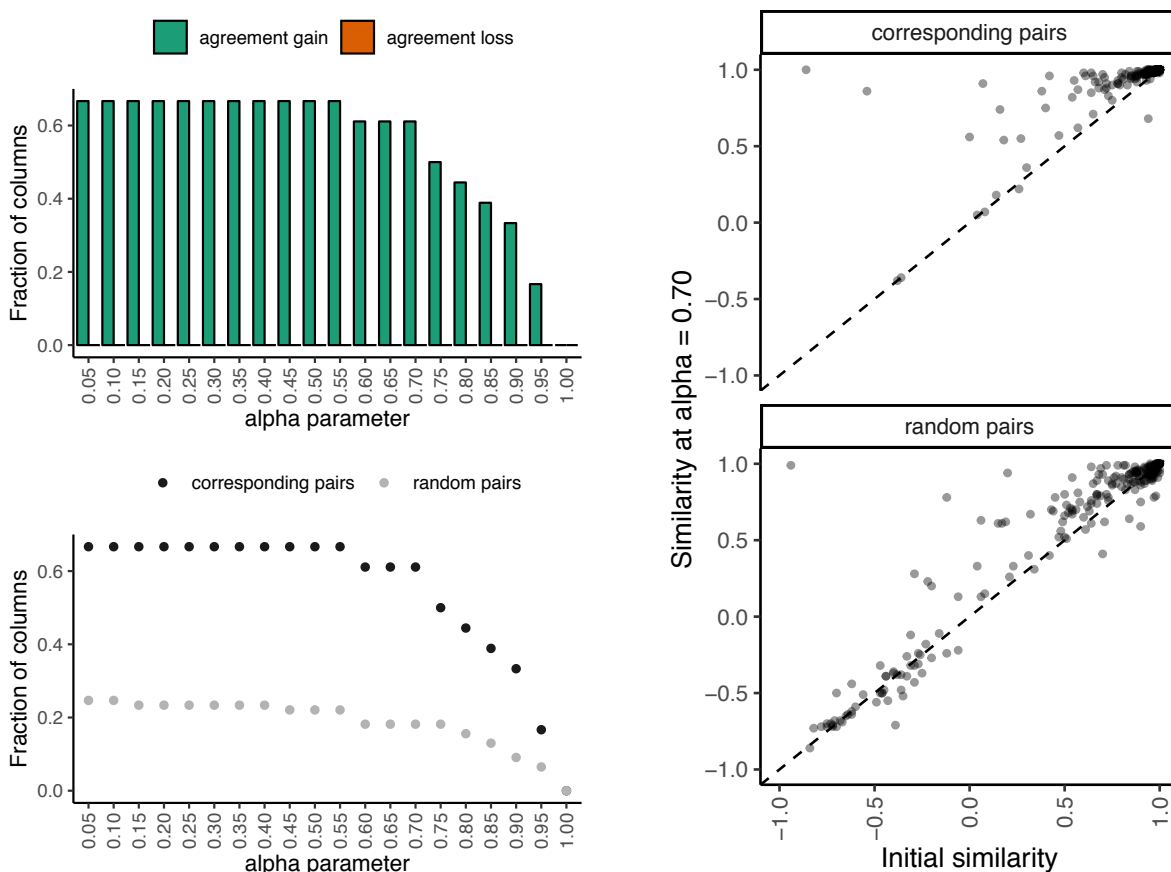 agreement gain agreement loss
Fraction of columns
0.6
0.4
0.2
0.0
0.05 0.10 0.15 0.20 0.25 0.30 0.35 0.40 0.45 0.50 0.55 0.60 0.65 0.70 0.75 0.80 0.85 0.90 0.95 1.00
alpha parameter
corresponding pairs random pairs
Fraction of columns
0.6
0.4
0.2
0.0
0.05 0.10 0.15 0.20 0.25 0.30 0.35 0.40 0.45 0.50 0.55 0.60 0.65 0.70 0.75 0.80 0.85 0.90 0.95 1.00
alpha parameter
Similarity at alpha = 0.70
corresponding pairs
1.0
0.5
0.0
−0.5
−1.0
random pairs
1.0
0.5
0.0
−0.5
−1.0
−1.0 −0.5 0.0 0.5 1.0
Initial similarity